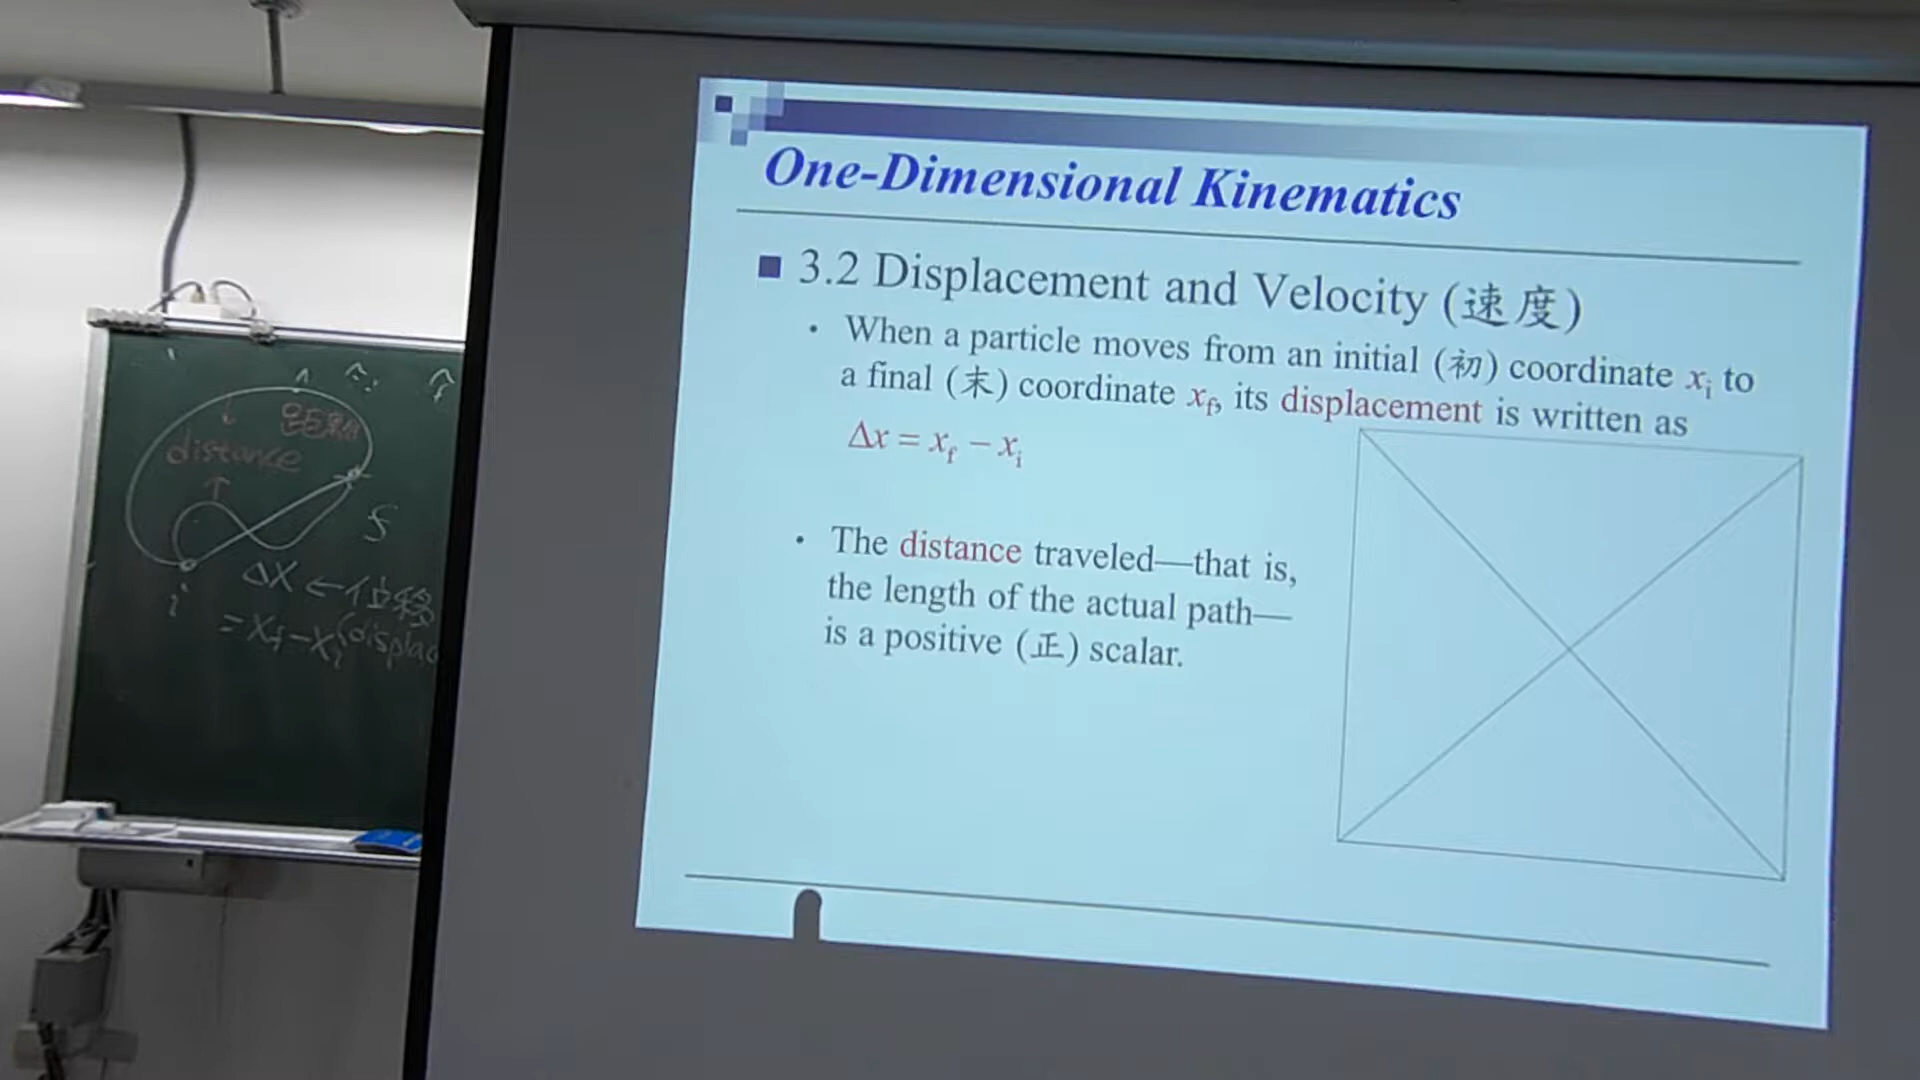 One-Dimensional Kinematics
3.2 Displacement and Velocity (速度)
• When a particle moves from an initial (初) coordinate xi to
a final (末) coordinate xf, its displacement is written as
Δx = xf − xi
• The distance traveled—that is,
the length of the actual path—
is a positive (正) scalar.
距離
distance
f
i
ΔX ← 位移
= Xf − Xi (displac